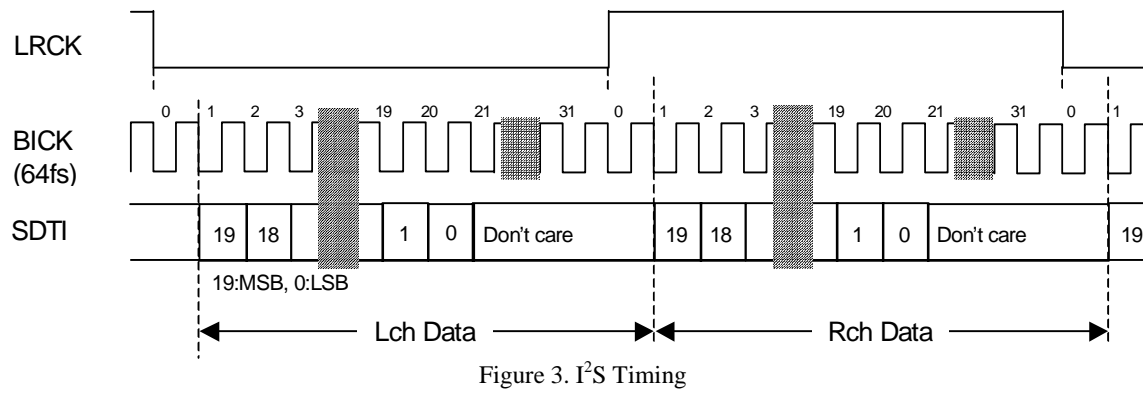 LRCK
0 1 2 3 19 20 21 31 0 1 2 3 19 20 21 31 0 1
BICK
(64fs)
SDTI
19 18 1 0 Don't care 19 18 1 0 Don't care 19
19:MSB, 0:LSB
Lch Data Rch Data
Figure 3. I²S Timing